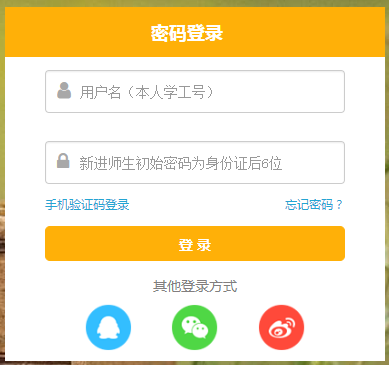 密码登录
用户名（本人学工号）
新进师生初始密码为身份证后6位
手机验证码登录 忘记密码？
登 录
其他登录方式